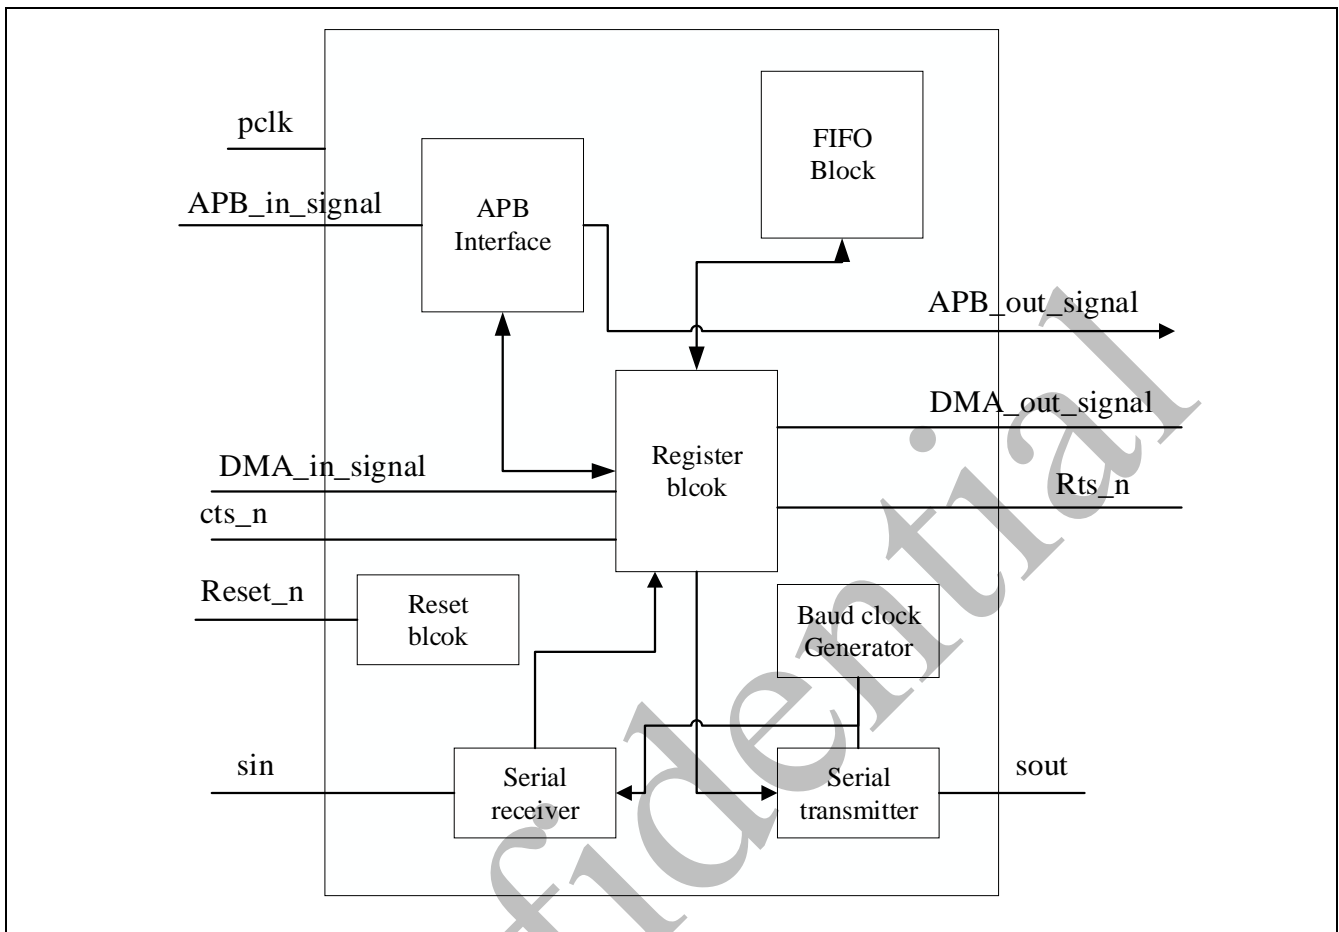 pclk
FIFO
Block
APB_in_signal
APB
Interface
APB_out_signal
DMA_out_signal
Register
blcok
DMA_in_signal
Rts_n
cts_n
Reset_n
Reset
blcok
Baud clock
Generator
sin
Serial
receiver
Serial
transmitter
sout
fidential